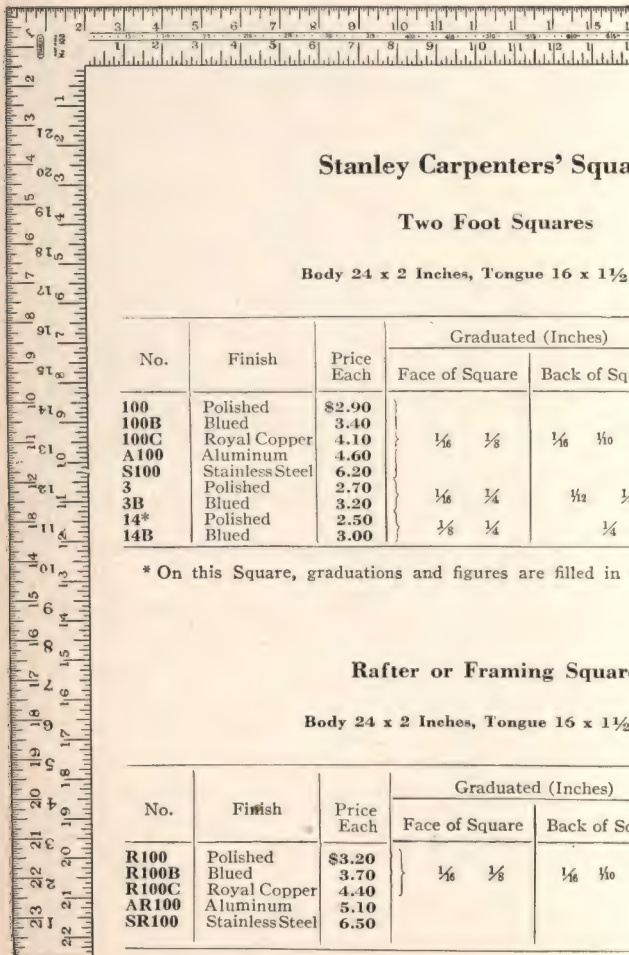 Stanley Carpenters' Squa
Two Foot Squares
Body 24 x 2 Inches, Tongue 16 x 1½
No. Finish Price Each Graduated (Inches)
Face of Square Back of Sq
100 Polished $2.90
100B Blued 3.40
100C Royal Copper 4.10 1/16 1/8 1/16 1/10
A100 Aluminum 4.60
S100 Stainless Steel 6.20
3 Polished 2.70
3B Blued 3.20 1/16 1/4 1/12
14* Polished 2.50
14B Blued 3.00 1/8 1/4 1/4
* On this Square, graduations and figures are filled in
Rafter or Framing Square
Body 24 x 2 Inches, Tongue 16 x 1½
No. Finish Price Each Graduated (Inches)
Face of Square Back of Sq
R100 Polished $3.20
R100B Blued 3.70 1/16 1/8 1/16 1/10
R100C Royal Copper 4.40
AR100 Aluminum 5.10
SR100 Stainless Steel 6.50